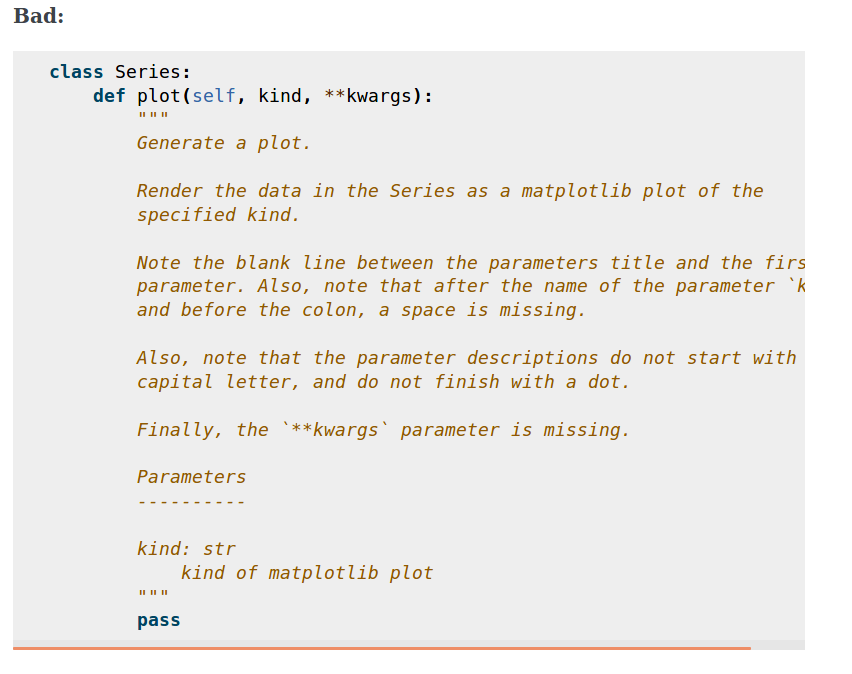 Bad:
class Series:
def plot(self, kind, **kwargs):
"""
Generate a plot.
Render the data in the Series as a matplotlib plot of the
specified kind.
Note the blank line between the parameters title and the firs
parameter. Also, note that after the name of the parameter `k
and before the colon, a space is missing.
Also, note that the parameter descriptions do not start with
capital letter, and do not finish with a dot.
Finally, the `**kwargs` parameter is missing.
Parameters
----------
kind: str
kind of matplotlib plot
"""
pass